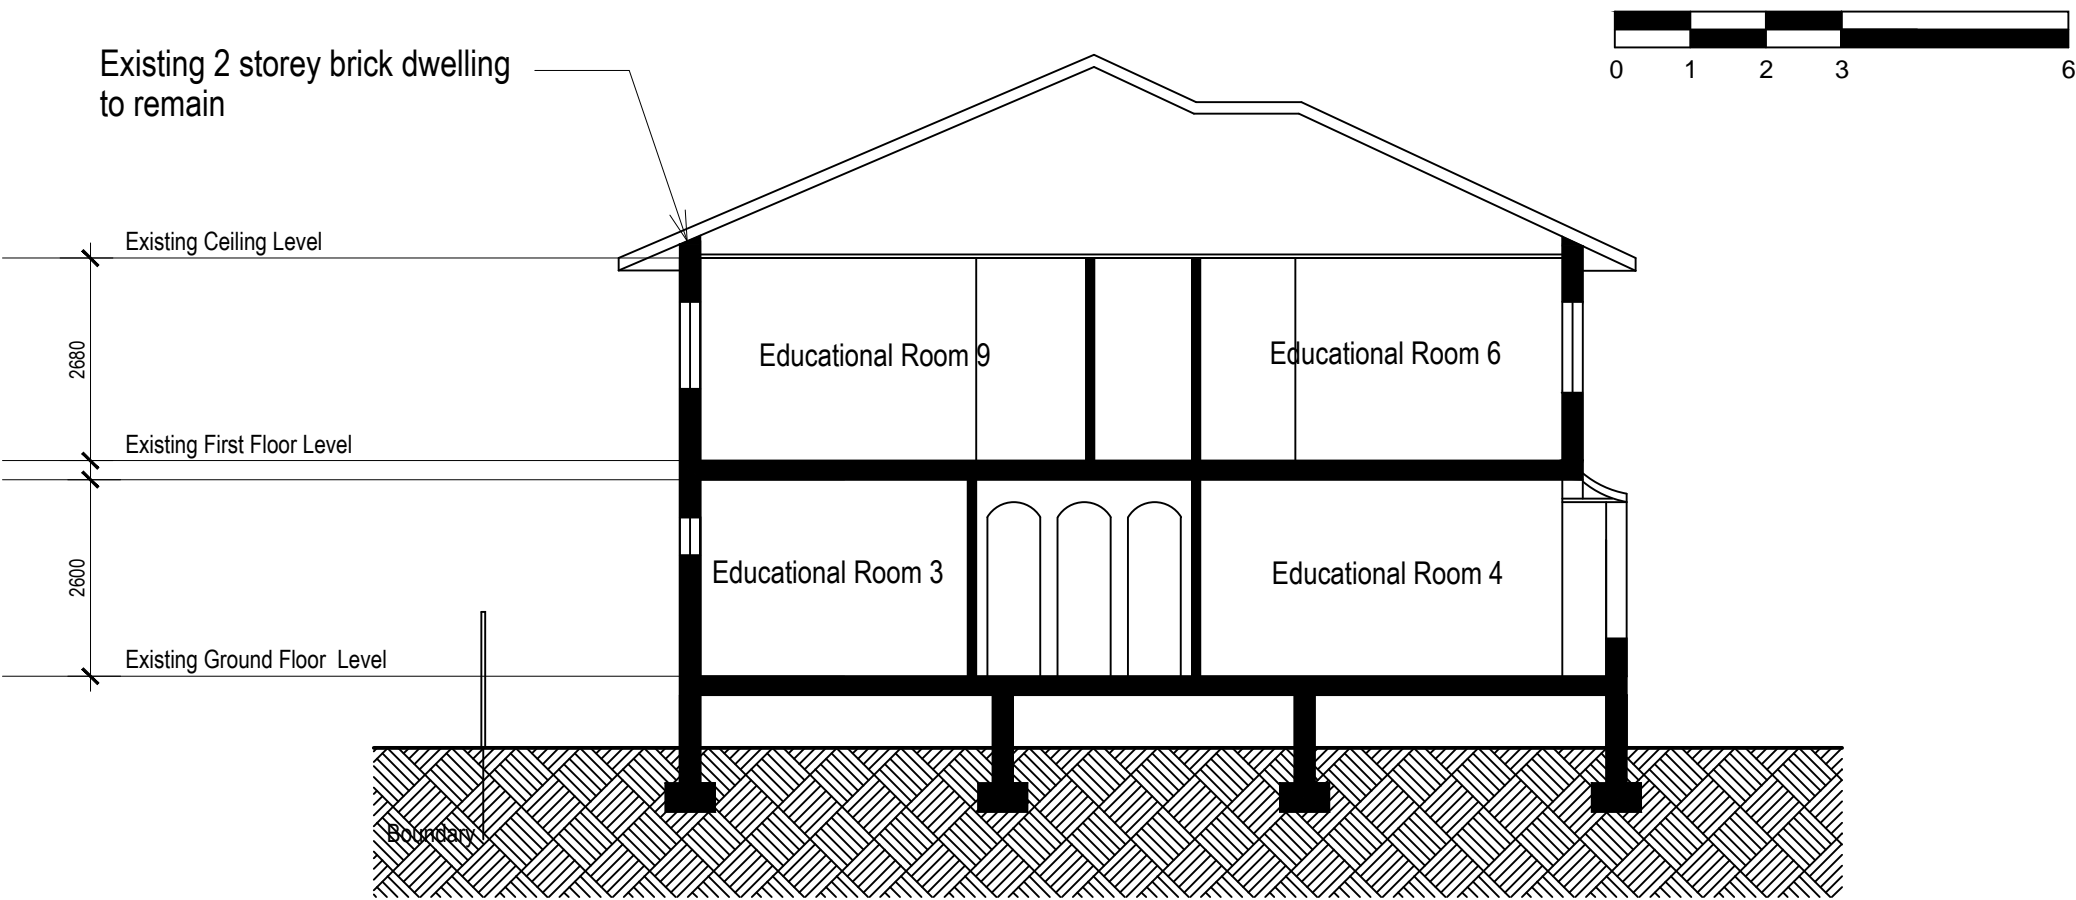 Existing 2 storey brick dwelling
to remain
0 1 2 3 6
Existing Ceiling Level
2680
Educational Room 9
Educational Room 6
Existing First Floor Level
2600
Educational Room 3
Educational Room 4
Existing Ground Floor  Level
Boundary